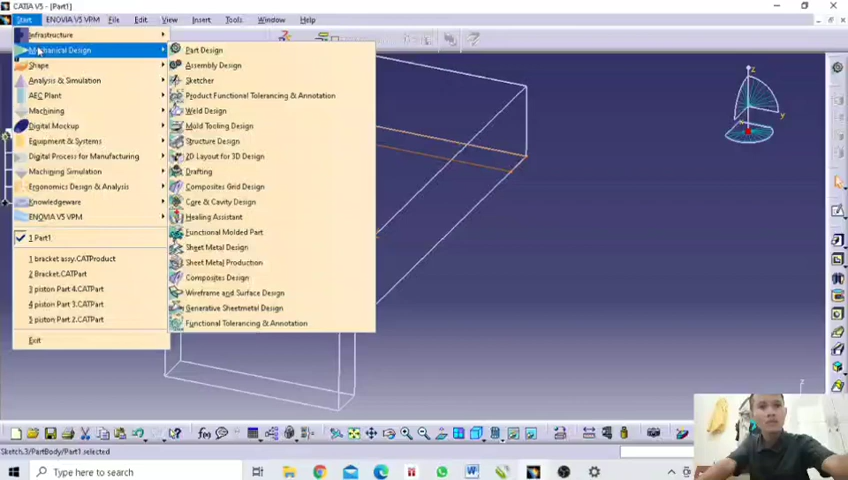 CATIA V5 - [Part1]
Start ENOVIA V5 VPM File Edit View Insert Tools Window Help
Infrastructure
Mechanical Design
Shape
Analysis & Simulation
AEC Plant
Machining
Digital Mockup
Equipment & Systems
Digital Process for Manufacturing
Machining Simulation
Ergonomics Design & Analysis
Knowledgeware
ENOVIA V5 VPM
1 Part1
1 bracket assy.CATProduct
2 Bracket.CATPart
3 piston Part 4.CATPart
4 piston Part 3.CATPart
5 piston Part 2.CATPart
Exit
Part Design
Assembly Design
Sketcher
Product Functional Tolerancing & Annotation
Weld Design
Mold Tooling Design
Structure Design
2D Layout for 3D Design
Drafting
Composites Grid Design
Core & Cavity Design
Healing Assistant
Functional Molded Part
Sheet Metal Design
Sheet Metal Production
Composites Design
Wireframe and Surface Design
Generative Sheetmetal Design
Functional Tolerancing & Annotation
z
y
z
Sketch.3/PartBody/Part1 selected
Type here to search